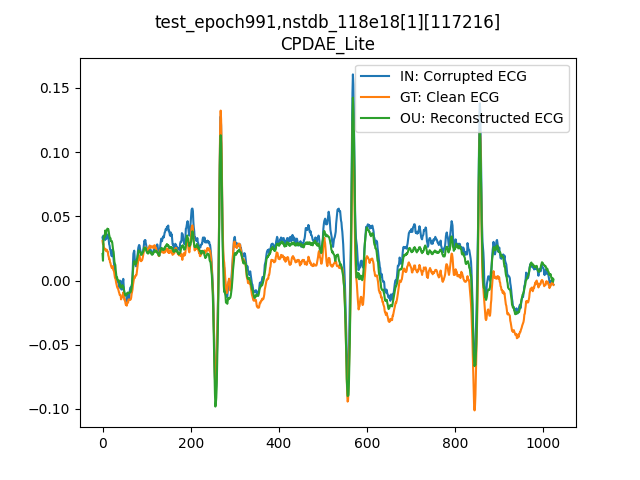 test_epoch991,nstdb_118e18[1][117216]
CPDAE_Lite
IN: Corrupted ECG
GT: Clean ECG
OU: Reconstructed ECG
0.15
0.10
0.05
0.00
−0.05
−0.10
0 200 400 600 800 1000